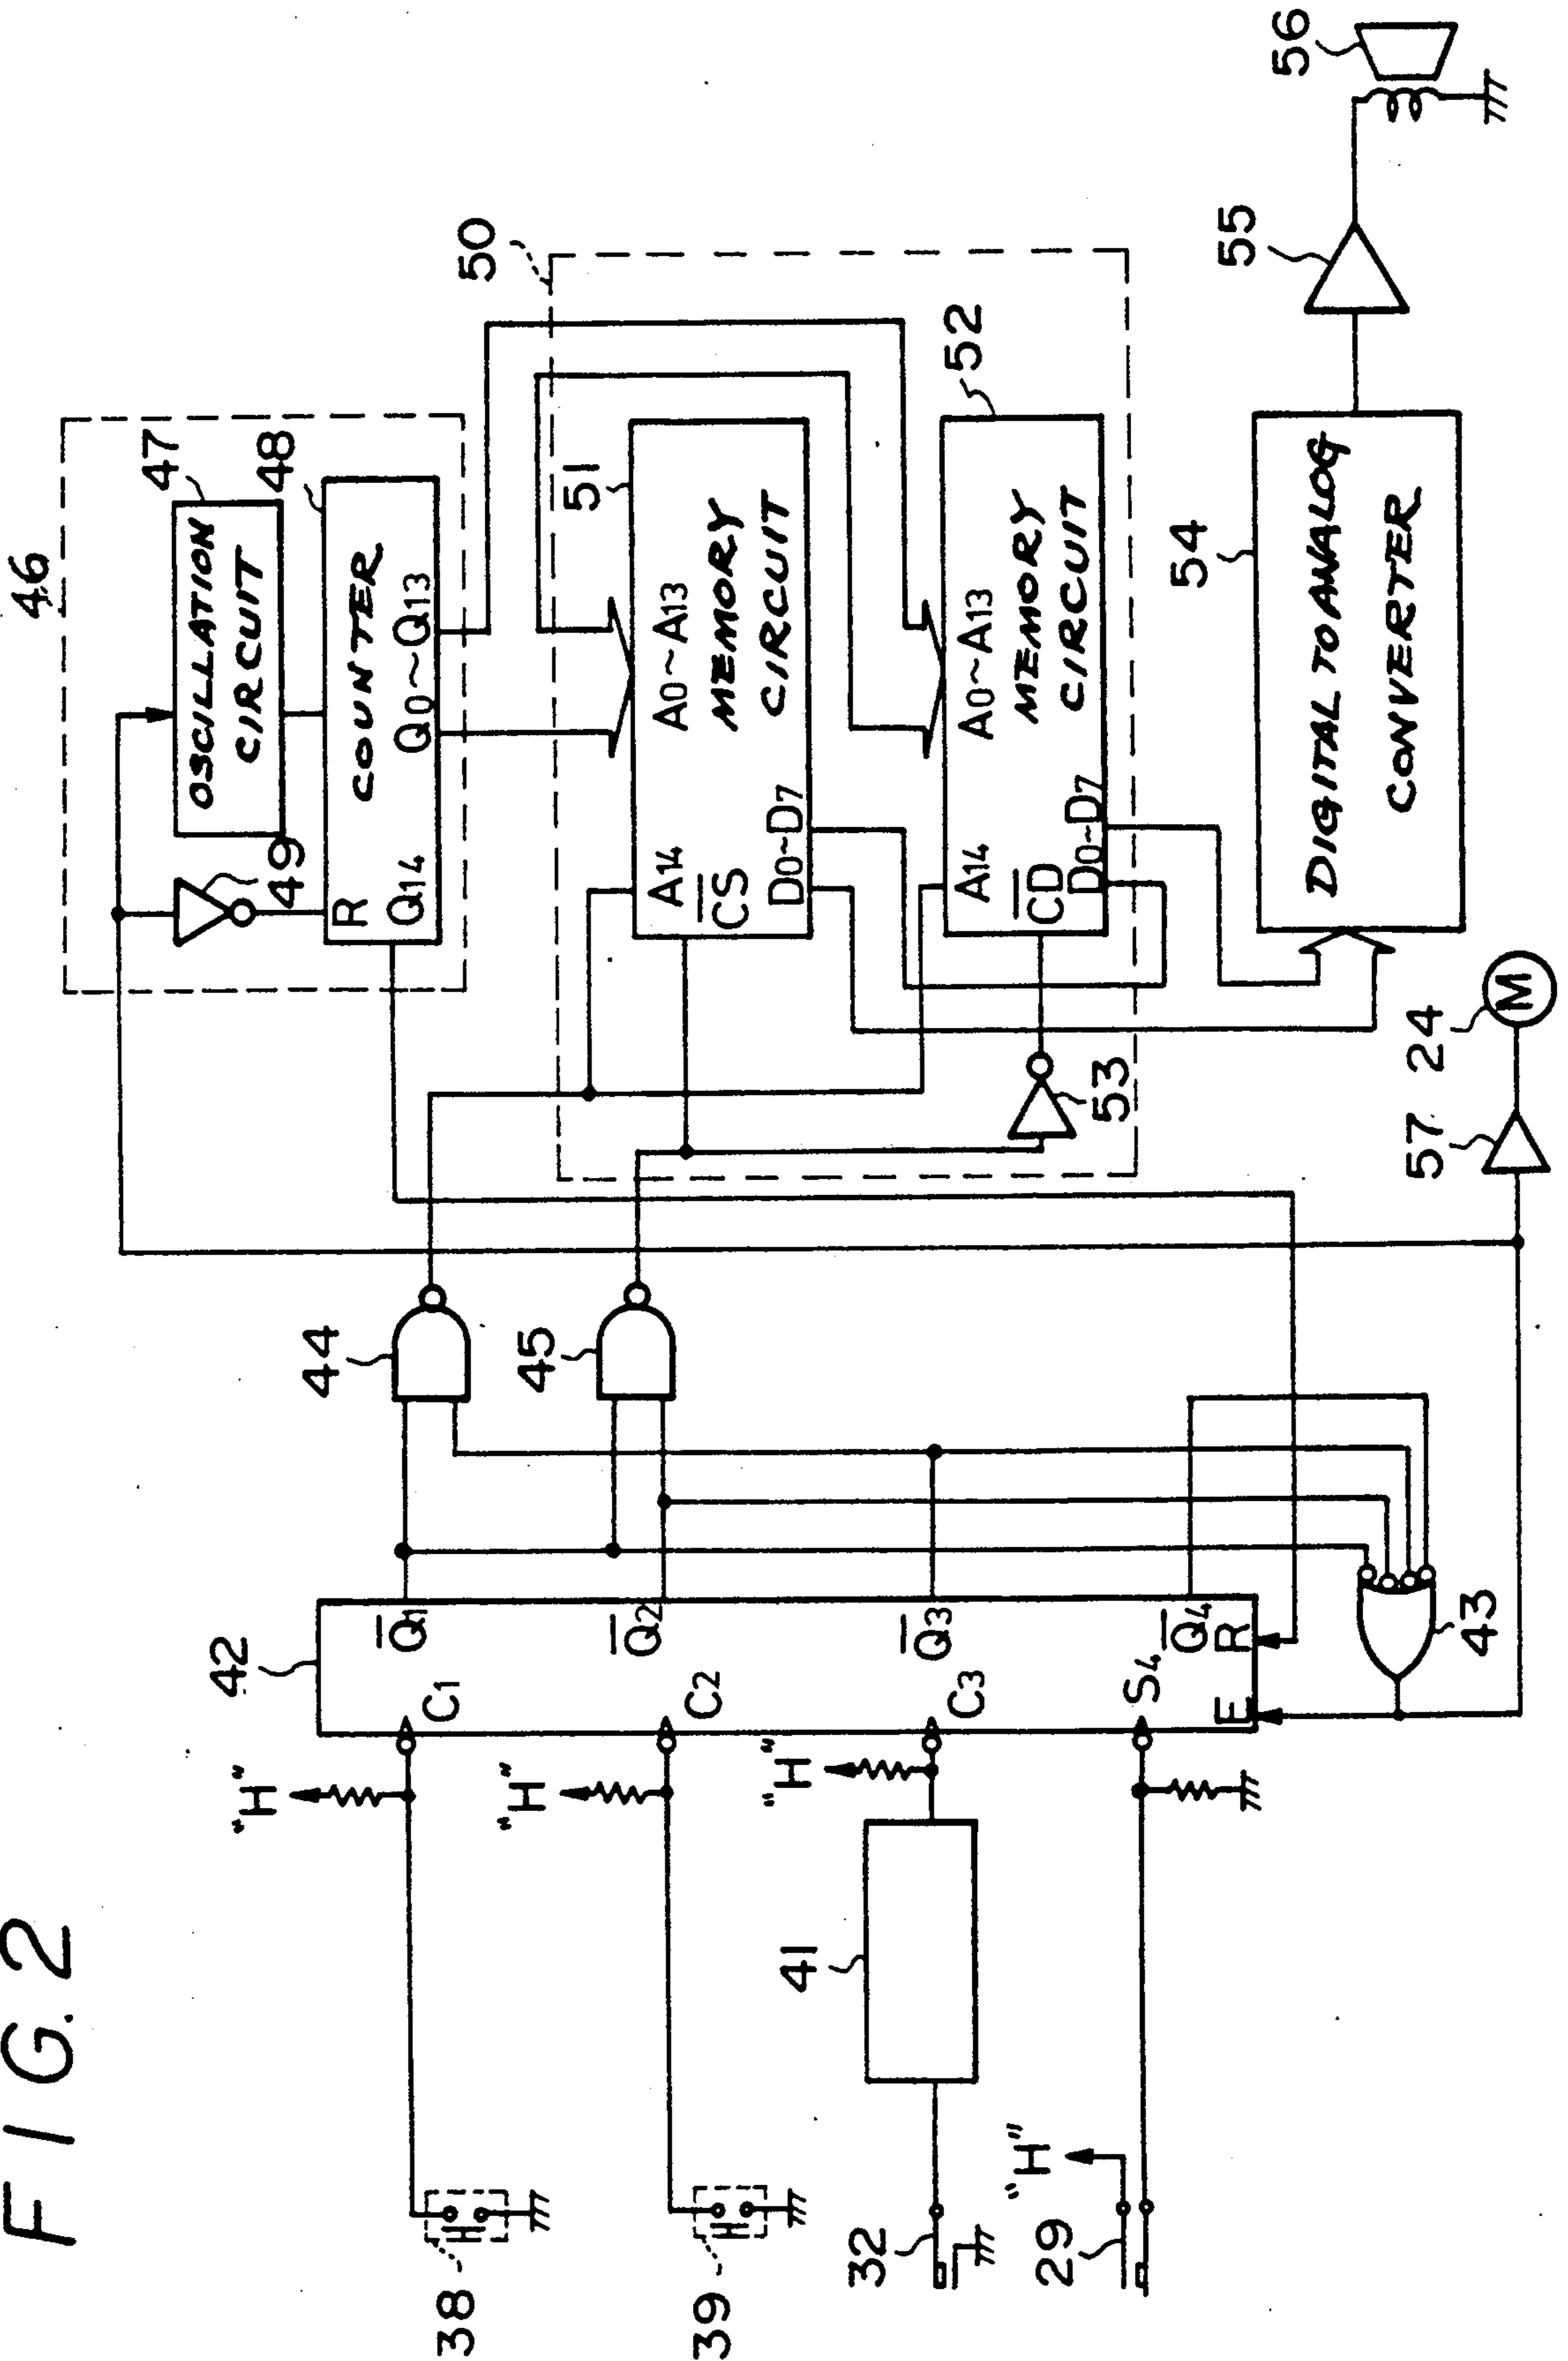 FIG. 2
46
47
OSCILLATION
CIRCUIT
49
48
R
COUNTER
Q14
Q0~Q13
50
51
A14
A0~A13
CS
MEMORY
D0~D7
CIRCUIT
52
A14
A0~A13
CD
MEMORY
D0~D7
CIRCUIT
53
54
DIGITAL TO ANALOG
CONVERTER
55
56
57
24
M
44
45
42
Q1
C1
Q2
C2
Q3
C3
Q4
S4
R
E
43
"H"
"H"
"H"
41
"H"
38
39
32
29